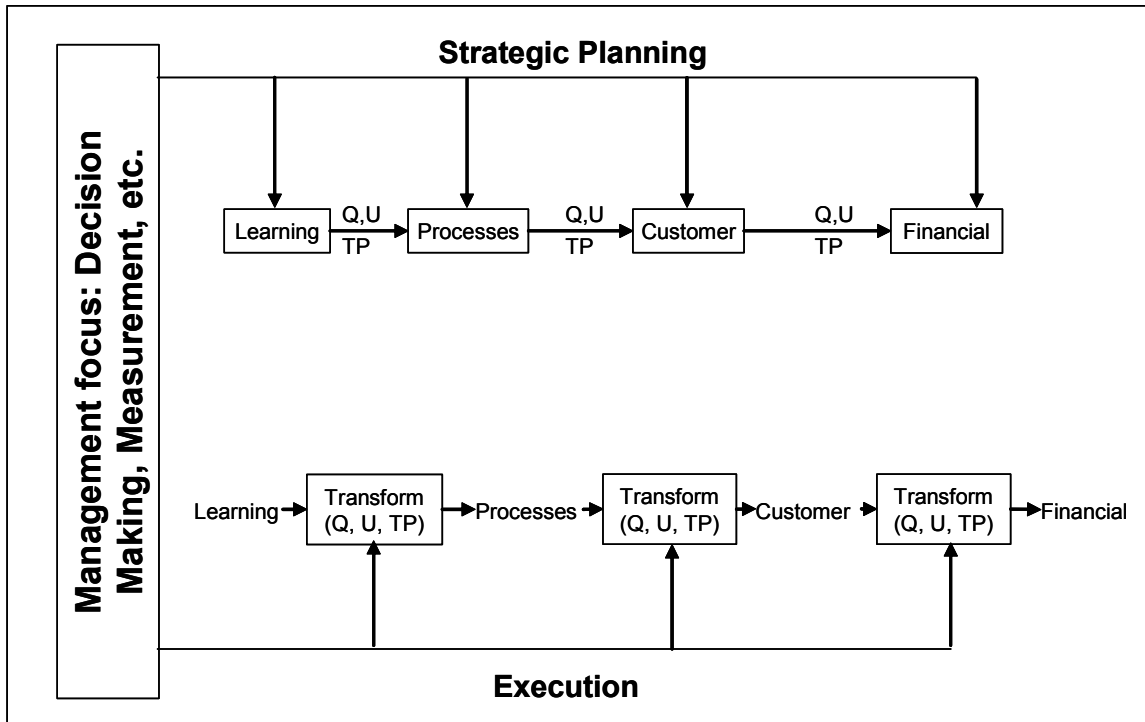 Management focus: Decision
Making, Measurement, etc.
Strategic Planning
Learning
Q,U
TP
Processes
Q,U
TP
Customer
Q,U
TP
Financial
Learning
Transform
(Q, U, TP)
Processes
Transform
(Q, U, TP)
Customer
Transform
(Q, U, TP)
Financial
Execution